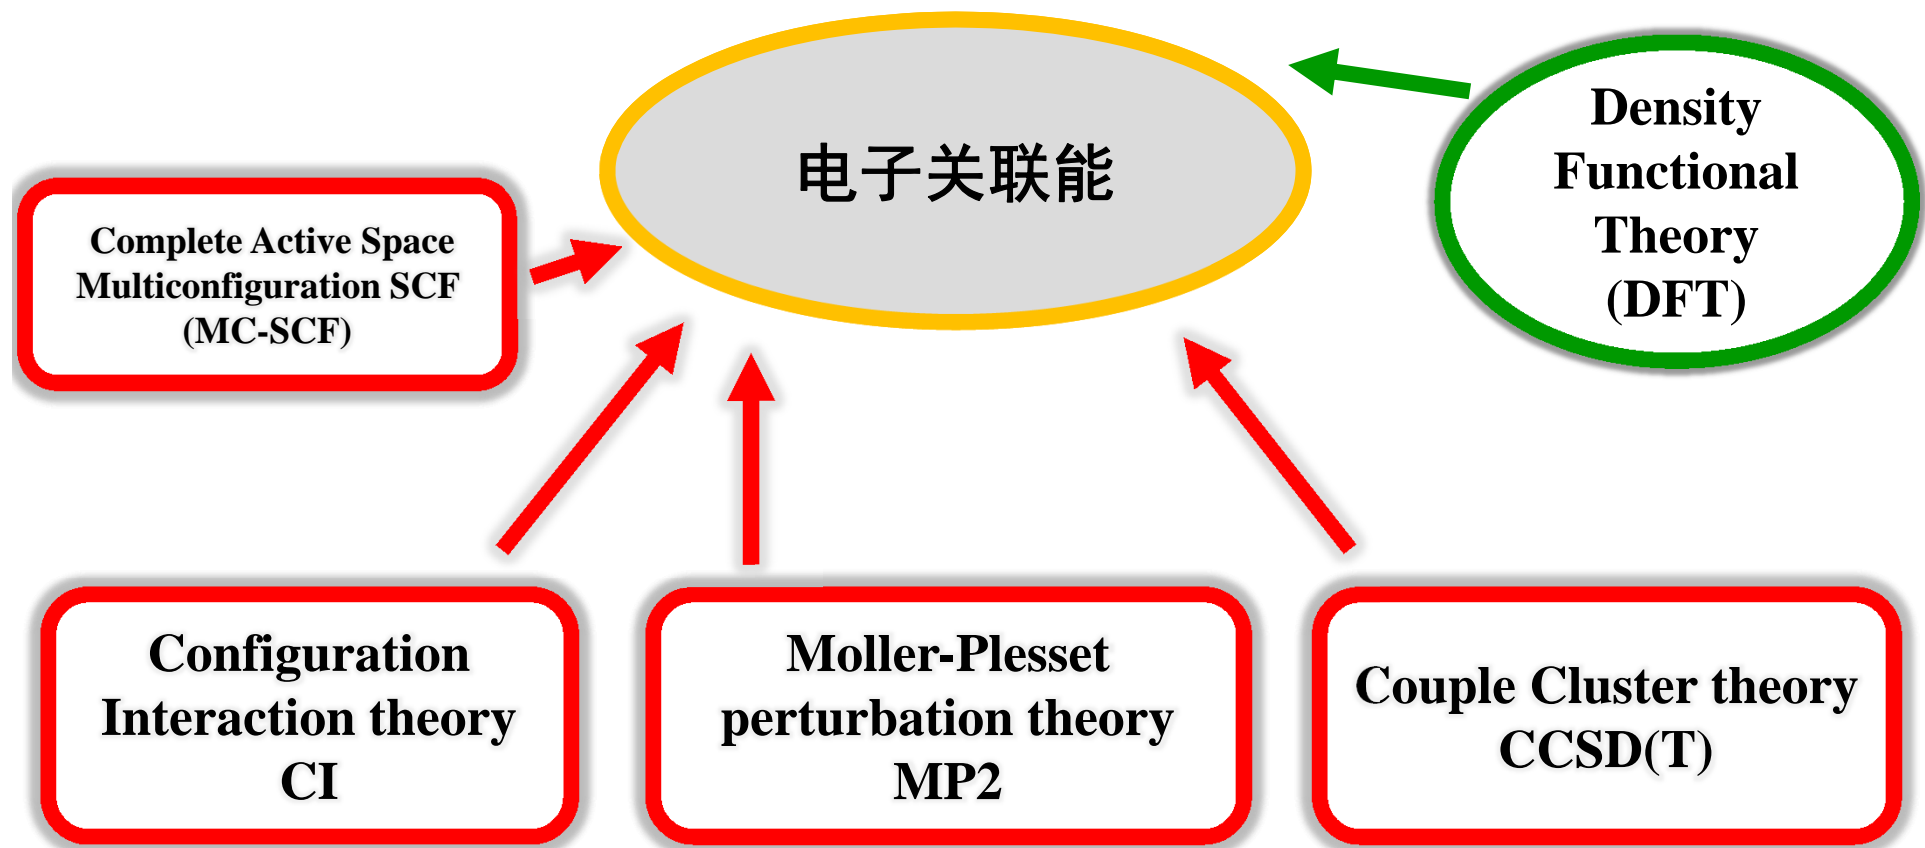 电子关联能
Density
Functional
Theory
(DFT)
Complete Active Space
Multiconfiguration SCF
(MC-SCF)
Configuration
Interaction theory
CI
Moller-Plesset
perturbation theory
MP2
Couple Cluster theory
CCSD(T)